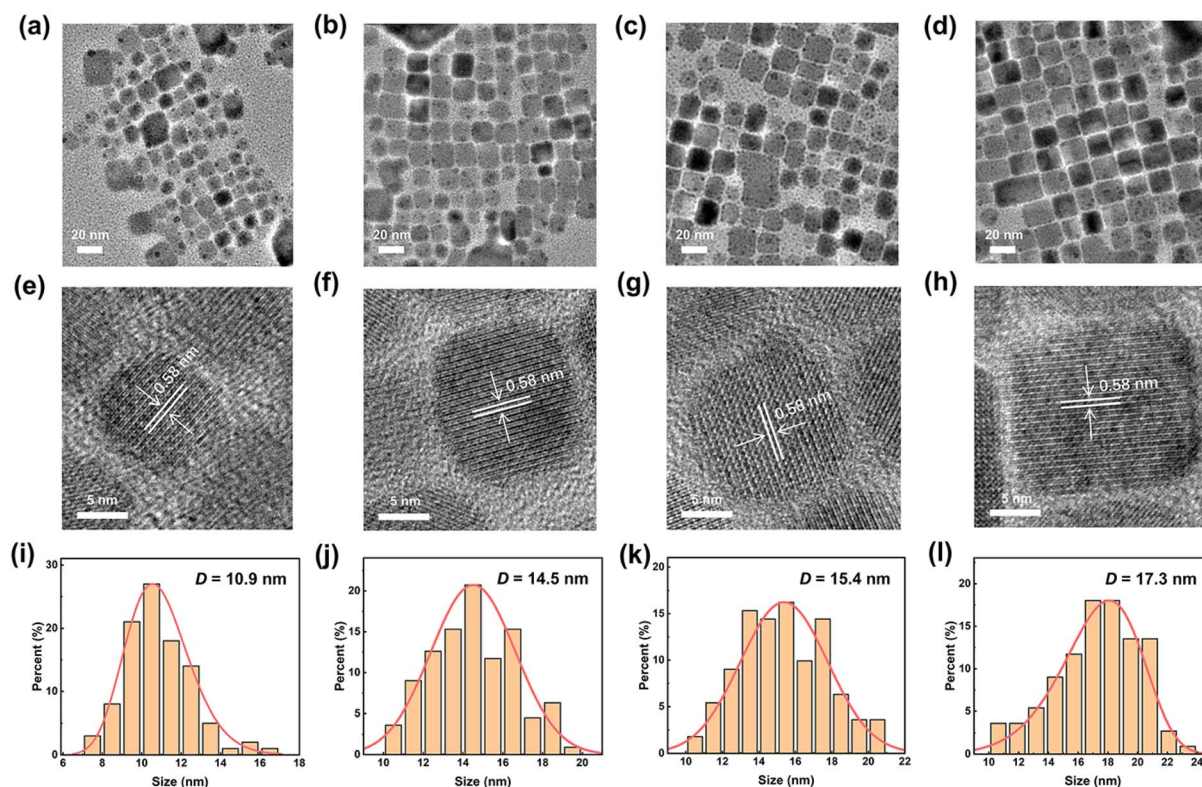 (a)
(b)
(c)
(d)
20 nm
20 nm
20 nm
20 nm
(e)
(f)
(g)
(h)
0.58 nm
0.58 nm
0.58 nm
0.58 nm
5 nm
5 nm
5 nm
5 nm
(i)
(j)
(k)
(l)
D = 10.9 nm
D = 14.5 nm
D = 15.4 nm
D = 17.3 nm
Percent (%)
30
20
10
0
6 8 10 12 14 16 18
Size (nm)
Percent (%)
20
15
10
5
0
10 12 14 16 18 20
Size (nm)
Percent (%)
20
15
10
5
0
10 12 14 16 18 20 22
Size (nm)
Percent (%)
20
15
10
5
0
10 12 14 16 18 20 22 24
Size (nm)